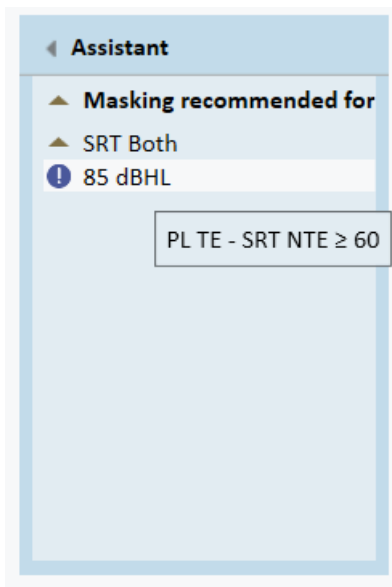 Assistant
Masking recommended for
SRT Both
85 dBHL
PL TE - SRT NTE ≥ 60